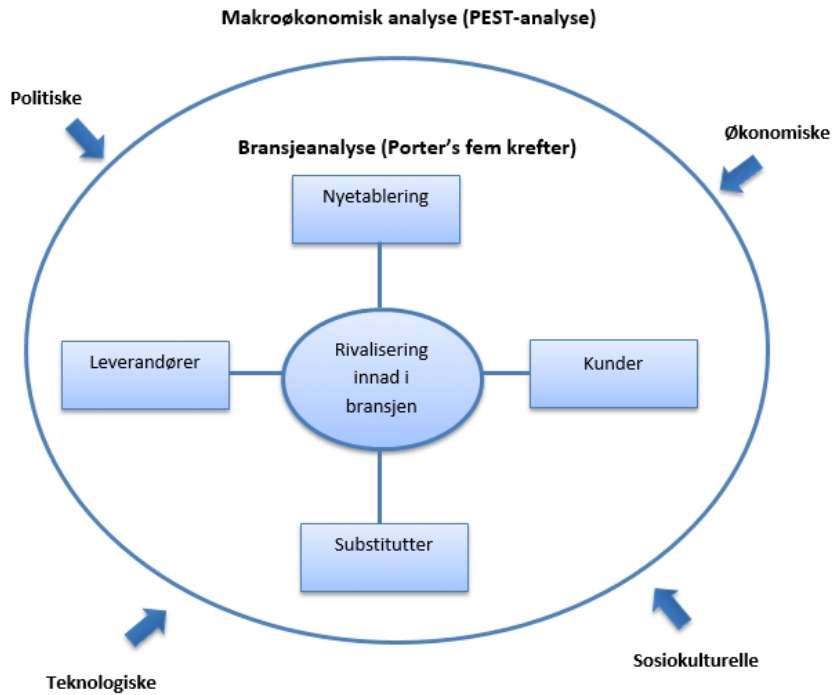 Makroøkonomisk analyse (PEST-analyse)
Politiske
Økonomiske
Bransjeanalyse (Porter's fem krefter)
Nyetablering
Leverandører
Rivalisering
innad i
bransjen
Kunder
Substitutter
Teknologiske
Sosiokulturelle